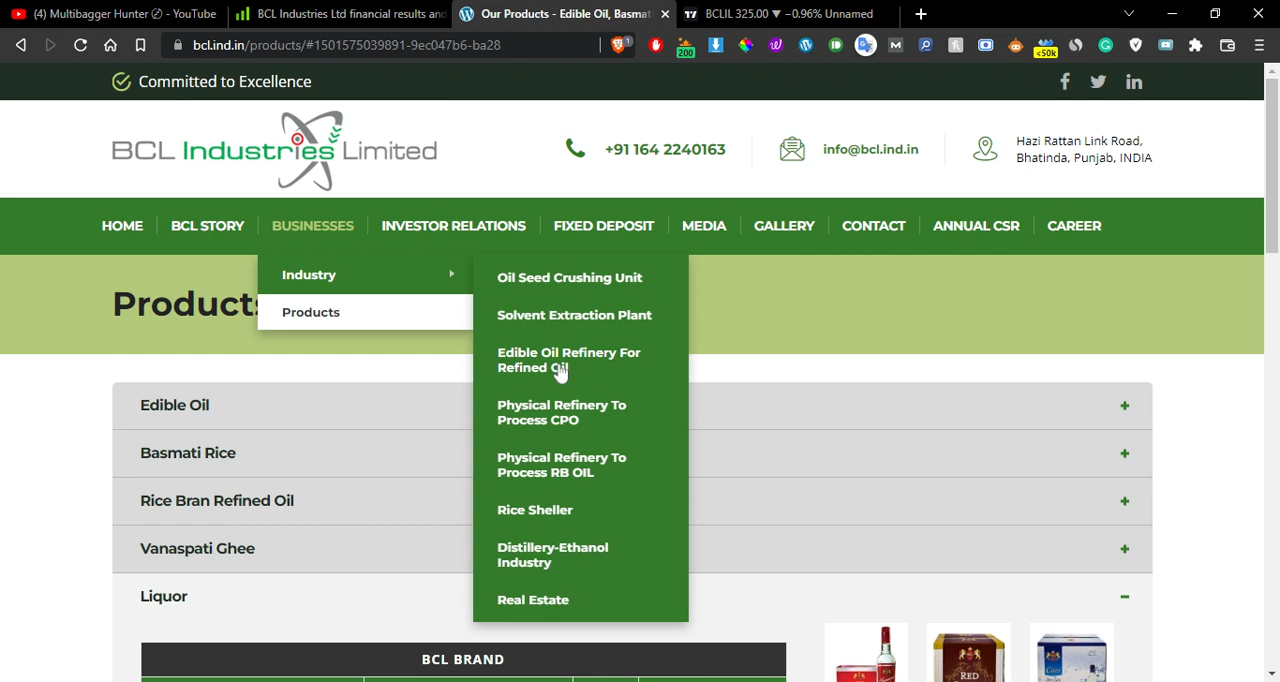 (4) Multibagger Hunter - YouTube
BCL Industries Ltd financial results and
Our Products - Edible Oil, Basmat
BCLIL 325.00 ▼ −0.96% Unnamed
bcl.ind.in/products/#1501575039891-9ec047b6-ba28
1
200
<50k
Committed to Excellence
BCL Industries Limited
+91 164 2240163
info@bcl.ind.in
Hazi Rattan Link Road,
Bhatinda, Punjab, INDIA
HOME
BCL STORY
BUSINESSES
INVESTOR RELATIONS
FIXED DEPOSIT
MEDIA
GALLERY
CONTACT
ANNUAL CSR
CAREER
Industry
Products
Oil Seed Crushing Unit
Solvent Extraction Plant
Edible Oil Refinery For
Refined Oil
Physical Refinery To
Process CPO
Physical Refinery To
Process RB OIL
Rice Sheller
Distillery-Ethanol
Industry
Real Estate
Products
Edible Oil
Basmati Rice
Rice Bran Refined Oil
Vanaspati Ghee
Liquor
BCL BRAND
RED